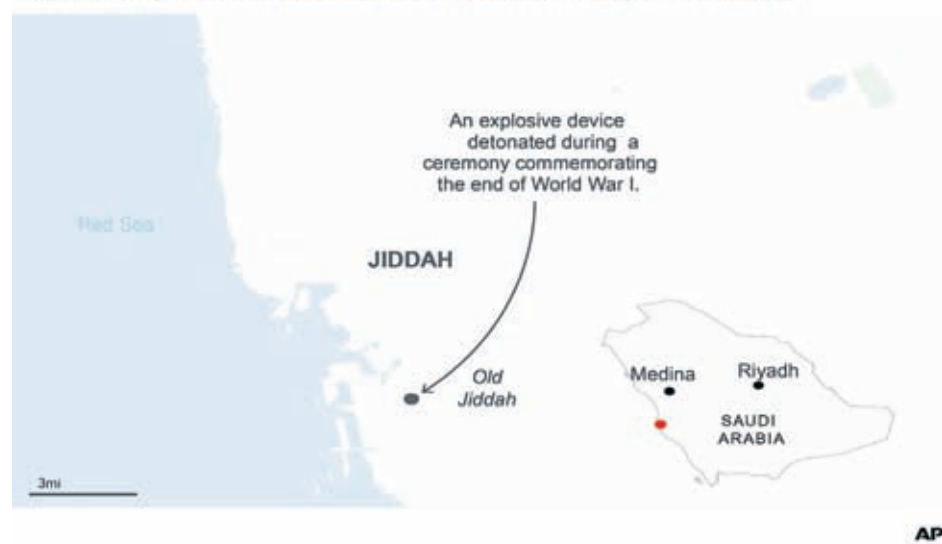 An explosive device
detonated during a
ceremony commemorating
the end of World War I.
Red Sea
JIDDAH
Old
Jiddah
Medina
Riyadh
SAUDI
ARABIA
3mi
AP